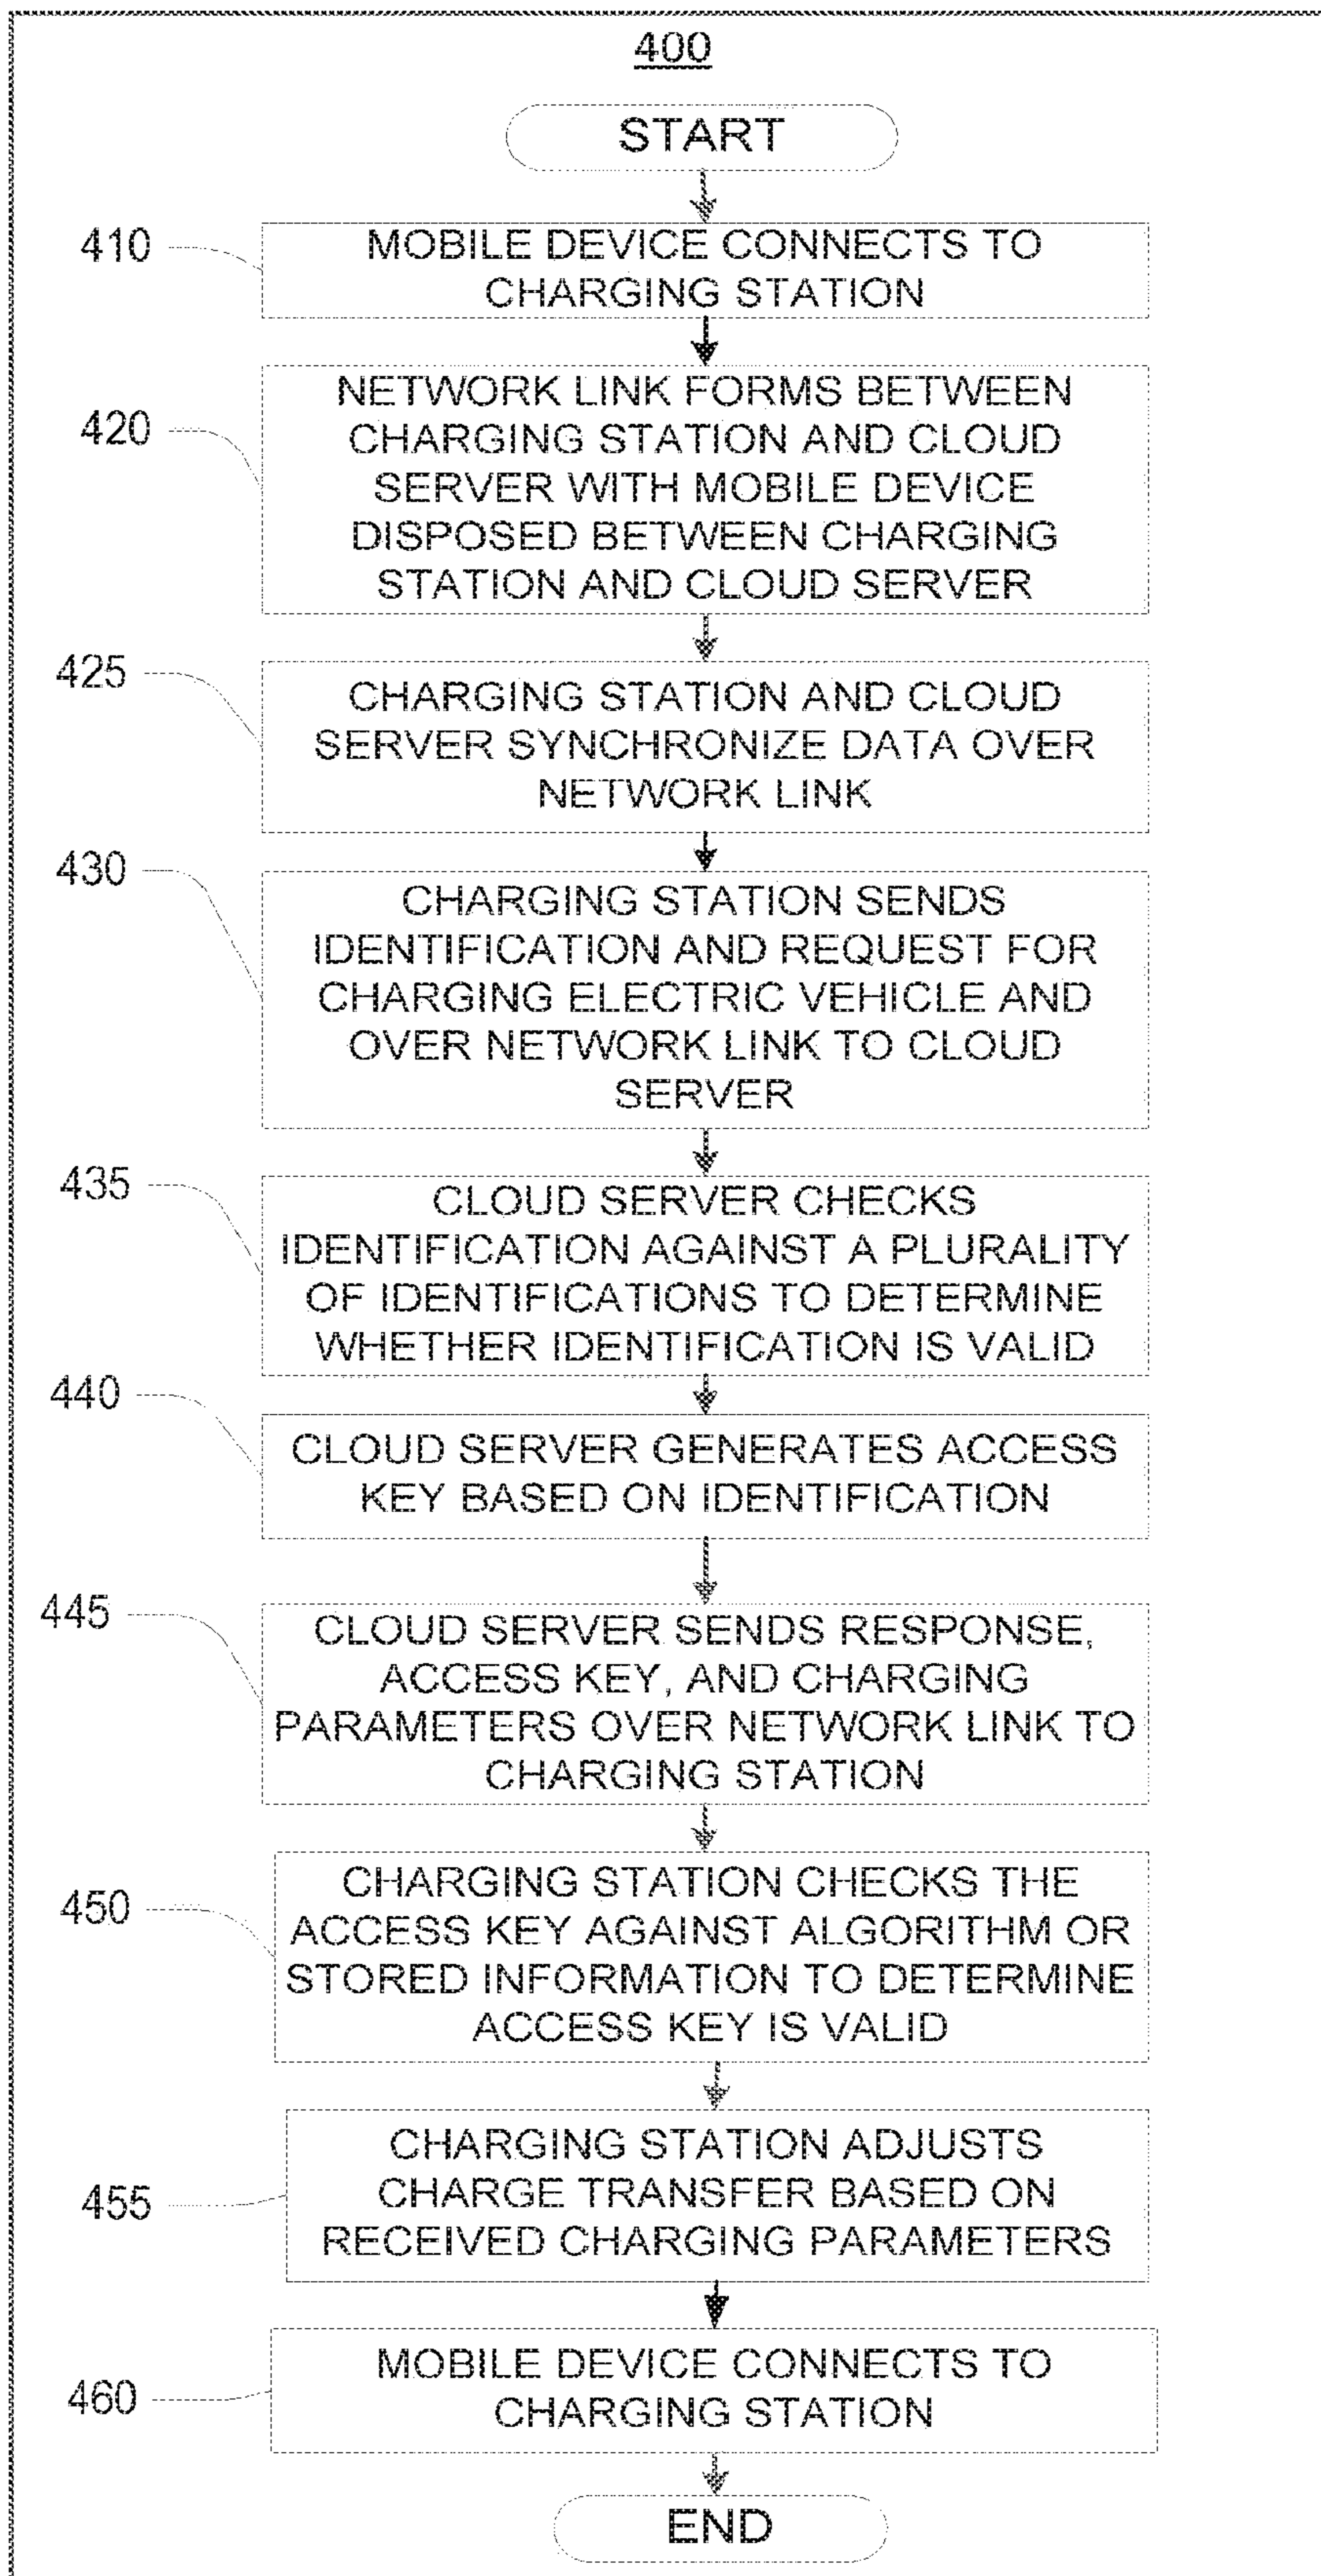 400
START
410
MOBILE DEVICE CONNECTS TO
CHARGING STATION
420
NETWORK LINK FORMS BETWEEN
CHARGING STATION AND CLOUD
SERVER WITH MOBILE DEVICE
DISPOSED BETWEEN CHARGING
STATION AND CLOUD SERVER
425
CHARGING STATION AND CLOUD
SERVER SYNCHRONIZE DATA OVER
NETWORK LINK
430
CHARGING STATION SENDS
IDENTIFICATION AND REQUEST FOR
CHARGING ELECTRIC VEHICLE AND
OVER NETWORK LINK TO CLOUD
SERVER
435
CLOUD SERVER CHECKS
IDENTIFICATION AGAINST A PLURALITY
OF IDENTIFICATIONS TO DETERMINE
WHETHER IDENTIFICATION IS VALID
440
CLOUD SERVER GENERATES ACCESS
KEY BASED ON IDENTIFICATION
445
CLOUD SERVER SENDS RESPONSE,
ACCESS KEY, AND CHARGING
PARAMETERS OVER NETWORK LINK TO
CHARGING STATION
450
CHARGING STATION CHECKS THE
ACCESS KEY AGAINST ALGORITHM OR
STORED INFORMATION TO DETERMINE
ACCESS KEY IS VALID
455
CHARGING STATION ADJUSTS
CHARGE TRANSFER BASED ON
RECEIVED CHARGING PARAMETERS
460
MOBILE DEVICE CONNECTS TO
CHARGING STATION
END